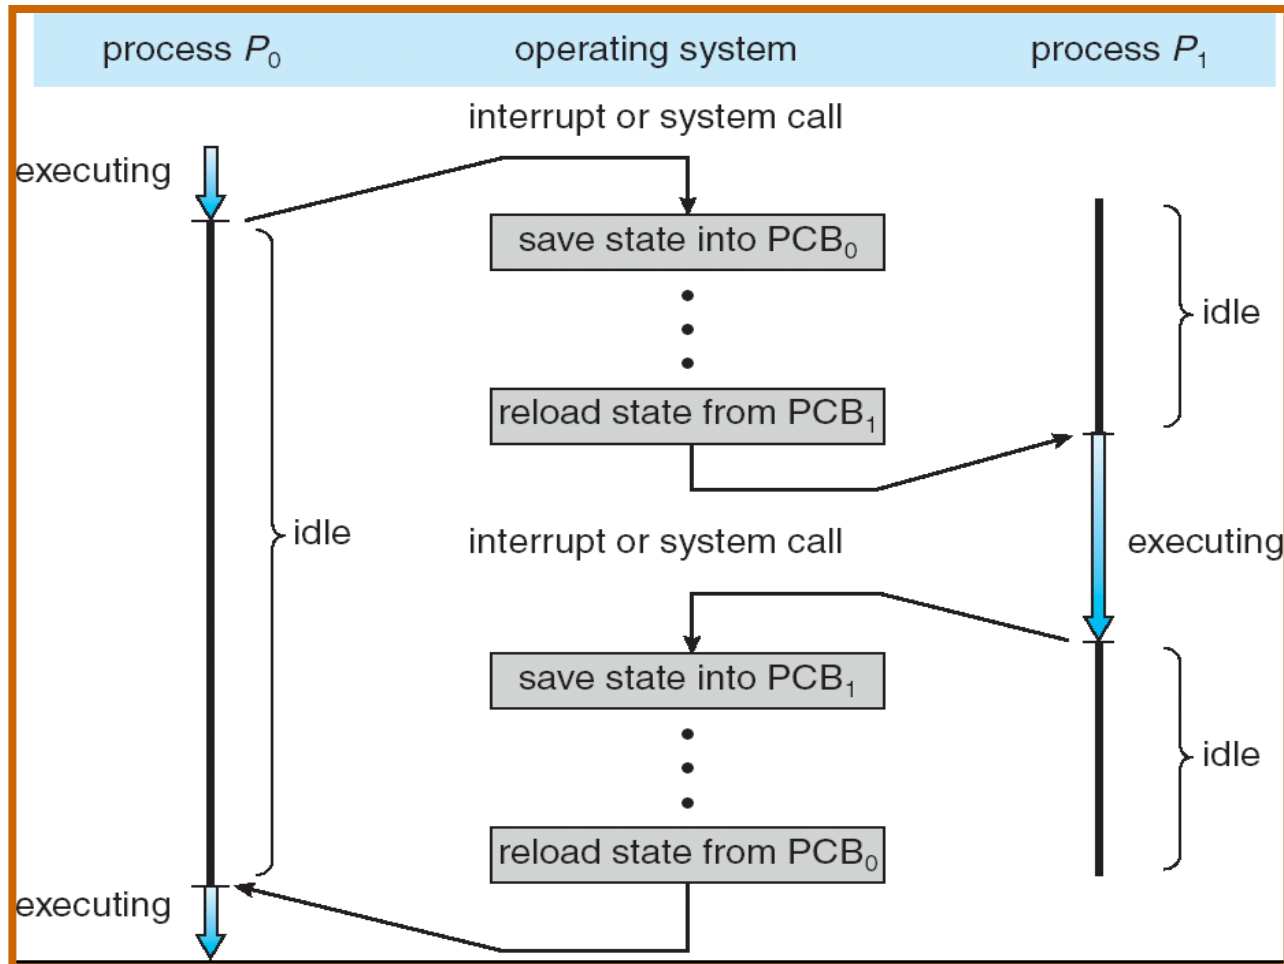 process P₀ operating system process P₁
interrupt or system call
executing
save state into PCB₀
idle
reload state from PCB₁
idle
interrupt or system call
executing
save state into PCB₁
idle
reload state from PCB₀
executing